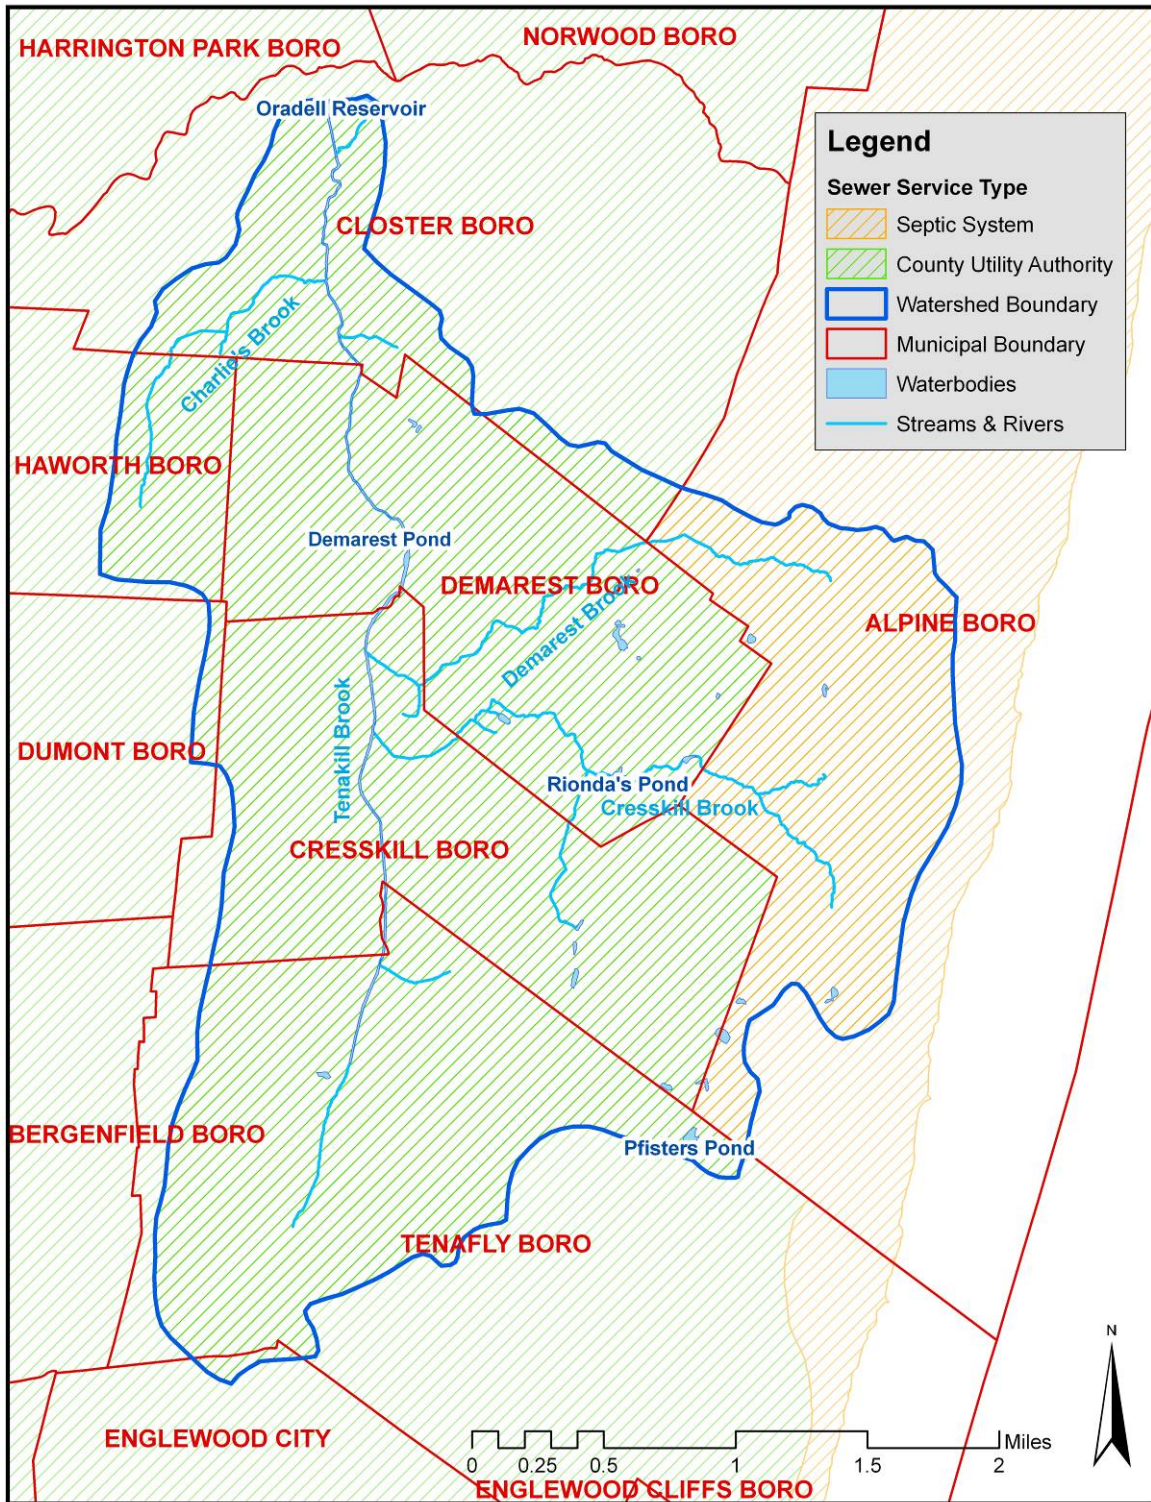 HARRINGTON PARK BORO
NORWOOD BORO
Oradell Reservoir
Legend
Sewer Service Type
Septic System
County Utility Authority
Watershed Boundary
Municipal Boundary
Waterbodies
Streams & Rivers
CLOSTER BORO
Charlie's Brook
HAWORTH BORO
Demarest Pond
DEMAREST BORO
Demarest Brook
ALPINE BORO
Tenakill Brook
DUMONT BORO
Rionda's Pond
Cresskill Brook
CRESSKILL BORO
BERGENFIELD BORO
Pfisters Pond
TENAFLY BORO
N
ENGLEWOOD CITY
0 0.25 0.5 1 1.5 2 Miles
ENGLEWOOD CLIFFS BORO